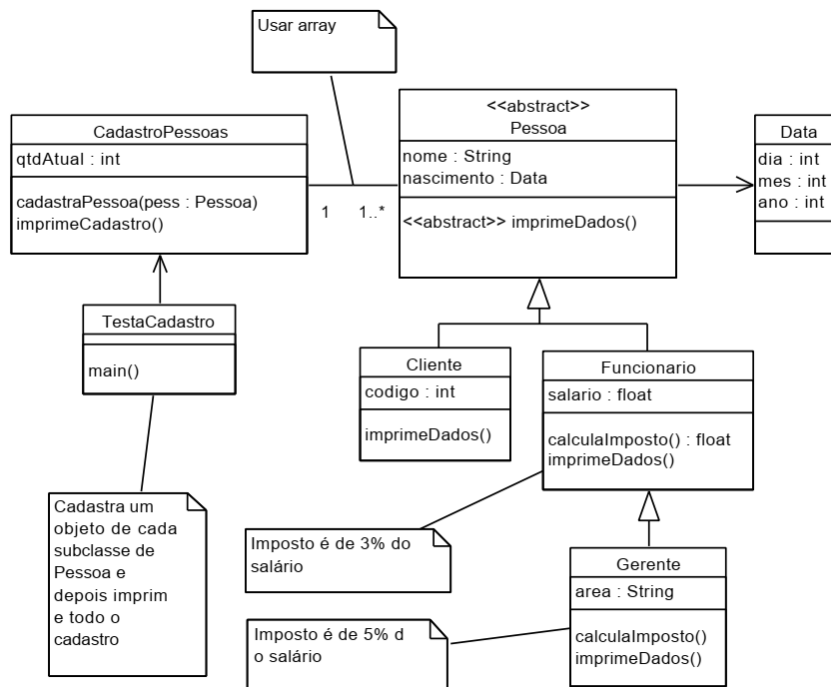 Usar array
<<abstract>>
Pessoa
nome : String
nascimento : Data
<<abstract>> imprimeDados()
CadastroPessoas
qtdAtual : int
cadastraPessoa(pess : Pessoa)
imprimeCadastro()
1
1..*
Data
dia : int
mes : int
ano : int
TestaCadastro
main()
Cliente
codigo : int
imprimeDados()
Funcionario
salario : float
calculaImposto() : float
imprimeDados()
Cadastra um
objeto de cada
subclasse de
Pessoa e
depois imprim
e todo o
cadastro
Imposto é de 3% do
salário
Gerente
area : String
calculaImposto()
imprimeDados()
Imposto é de 5% d
o salário